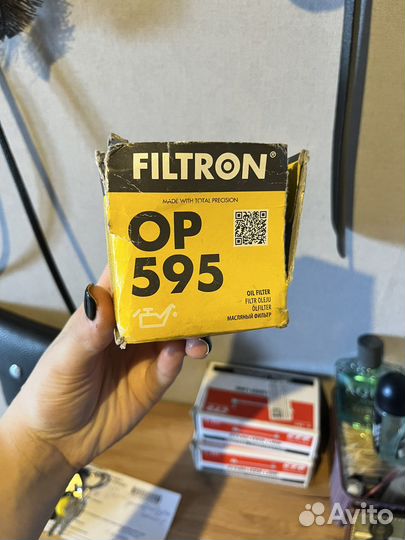 FILTRON®
MADE WITH TOTAL PRECISION
OP
595
OIL FILTER
FILTR OLEJU
ÖLFILTER
МАСЛЯНЫЙ ФИЛЬТР
Avito